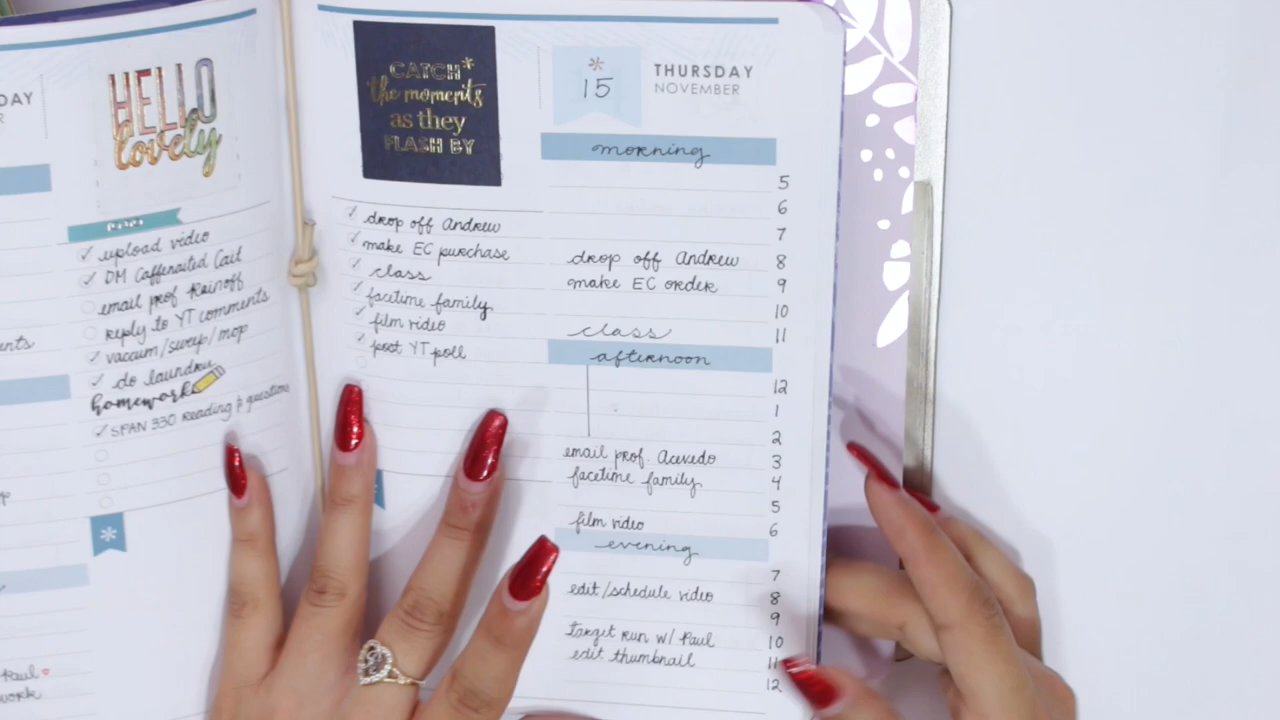 DAY
HELLO
lovely
upload video
DM Caffenaited Cait
email prof Rainoff
reply to YT comments
vaccum/sweep/mop
do laundry
homework
SPAN 330 Reading & questions
CATCH*
the moments
as they
FLASH BY
drop off Andrew
make EC purchase
class
facetime family
film video
post YT poll
15
THURSDAY
NOVEMBER
morning
5
6
7
drop off Andrew 8
make EC order 9
10
class 11
afternoon
12
1
2
email prof. Acevedo 3
facetime family 4
5
film video 6
evening
7
edit/schedule video 8
9
target run w/ Paul 10
edit thumbnail 11
12
Paul
work